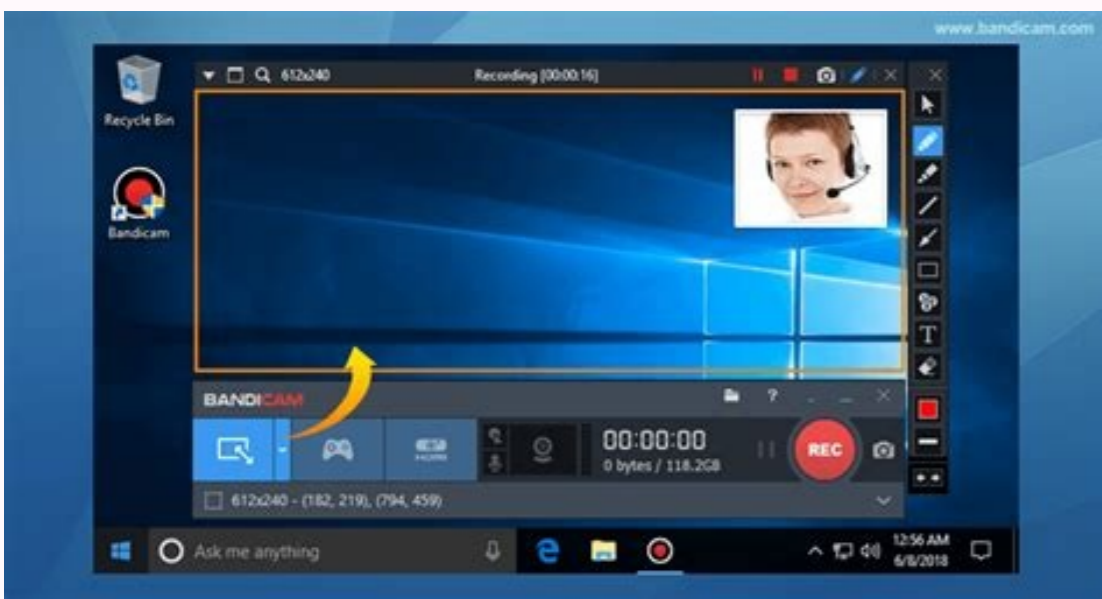 www.bandicam.com
612x240 Recording [00:00:16]
Recycle Bin
Bandicam
T
BANDICAM
?
00:00:00
0 bytes / 118.2GB
REC
612x240 - (182, 219), (794, 459)
Ask me anything
12:56 AM
6/8/2018